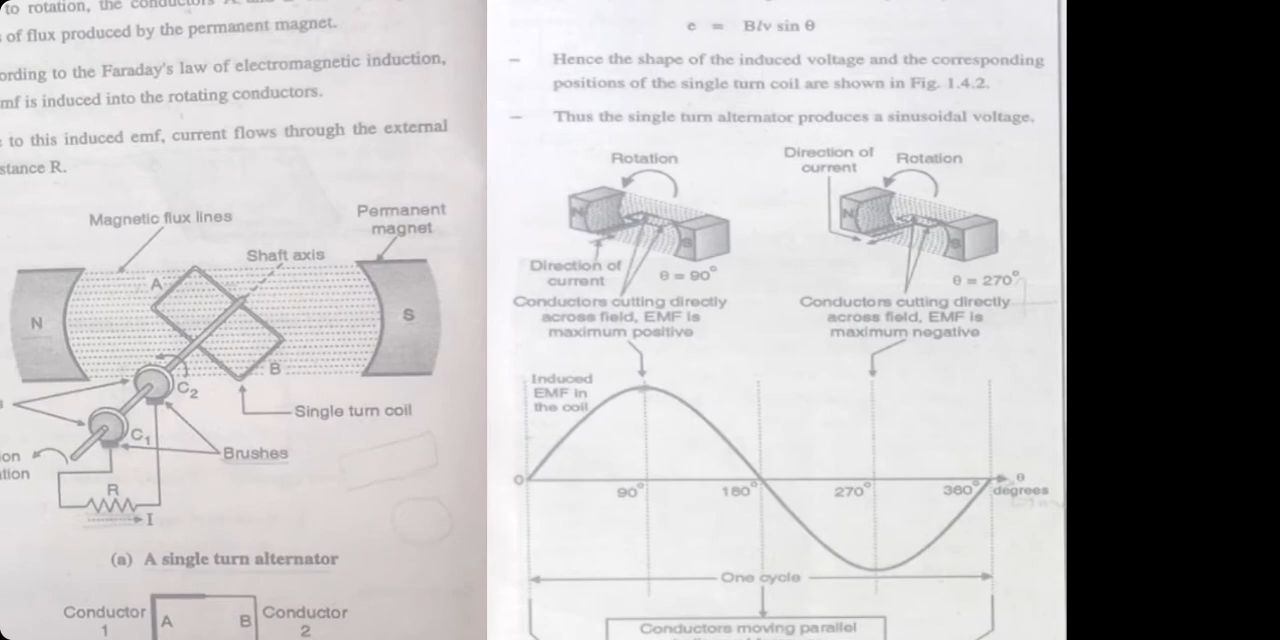 to rotation, the conductors A
of flux produced by the permanent magnet.
ording to the Faraday's law of electromagnetic induction,
mf is induced into the rotating conductors.
to this induced emf, current flows through the external
stance R.
Magnetic flux lines
Permanent
magnet
Shaft axis
A
N
S
B
C2
s
Single turn coil
C1
ion
tion
Brushes
R
I
(a) A single turn alternator
Conductor
1
A
B
Conductor
2
e = Blv sin θ
– Hence the shape of the induced voltage and the corresponding
positions of the single turn coil are shown in Fig. 1.4.2.
– Thus the single turn alternator produces a sinusoidal voltage.
Rotation
N
S
Direction of
current
θ = 90°
Conductors cutting directly
across field, EMF is
maximum positive
Direction of
current
Rotation
N
S
θ = 270°
Conductors cutting directly
across field, EMF is
maximum negative
Induced
EMF in
the coil
0
90°
180°
270°
360°
θ
degrees
One cycle
Conductors moving parallel